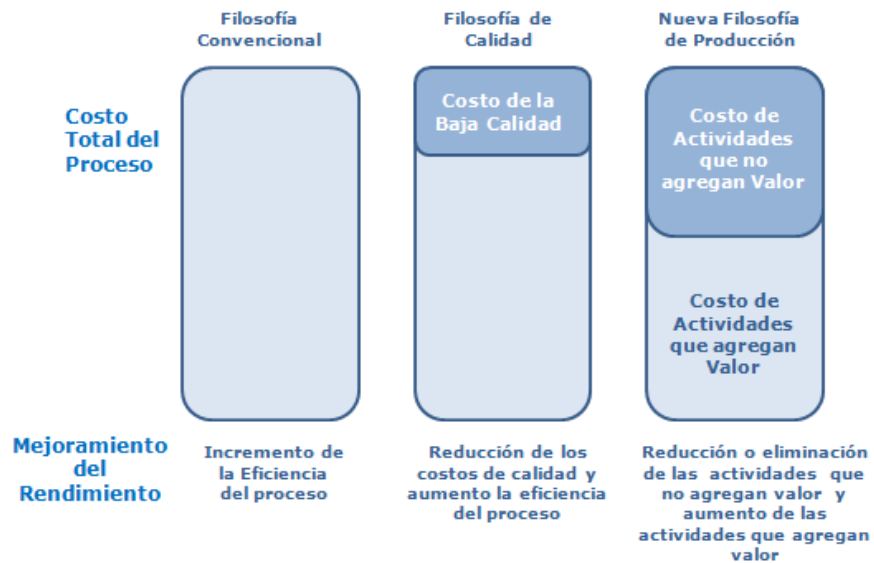 Filosofía
Convencional
Filosofía de
Calidad
Nueva Filosofía
de Producción
Costo
Total del
Proceso
Costo de la
Baja Calidad
Costo de
Actividades
que no
agregan Valor
Costo de
Actividades
que agregan
Valor
Mejoramiento
del
Rendimiento
Incremento de
la Eficiencia
del proceso
Reducción de los
costos de calidad y
aumento la eficiencia
del proceso
Reducción o eliminación
de las actividades que
no agregan valor y
aumento de las
actividades que agregan
valor